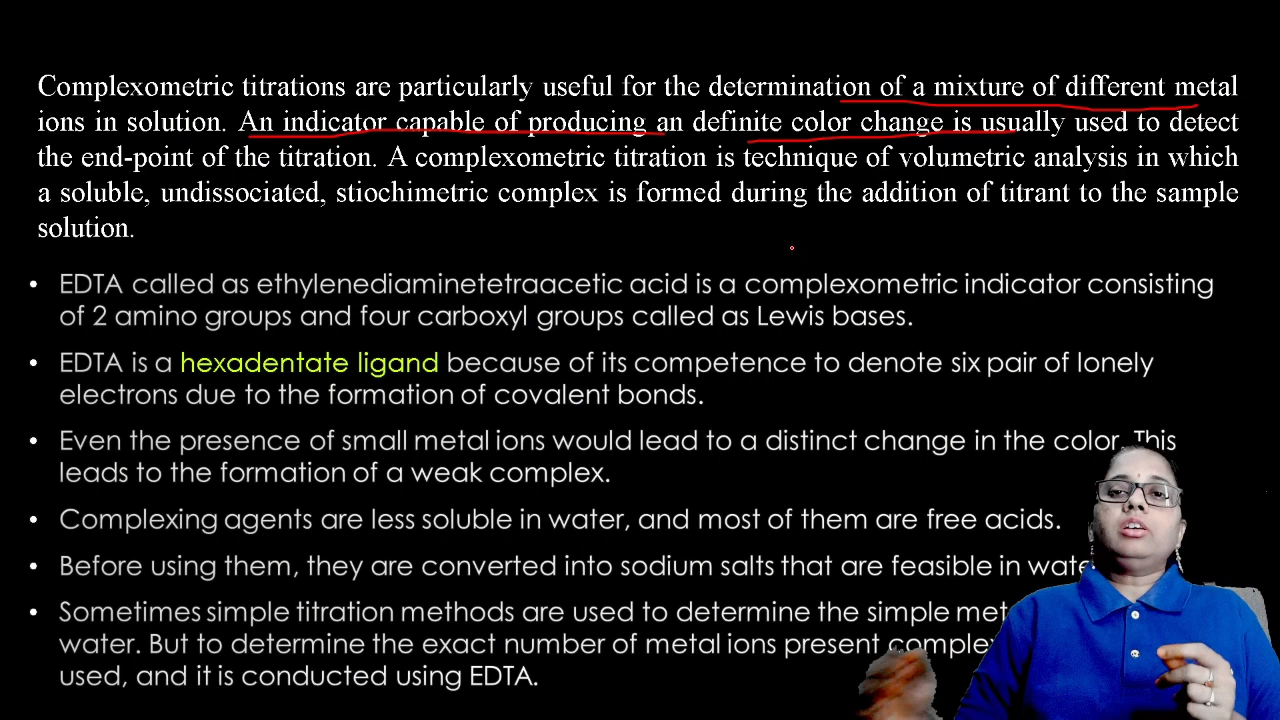 Complexometric titrations are particularly useful for the determination of a mixture of different metal
ions in solution. An indicator capable of producing an definite color change is usually used to detect
the end-point of the titration. A complexometric titration is technique of volumetric analysis in which
a soluble, undissociated, stiochimetric complex is formed during the addition of titrant to the sample
solution.
• EDTA called as ethylenediaminetetraacetic acid is a complexometric indicator consisting
of 2 amino groups and four carboxyl groups called as Lewis bases.
• EDTA is a hexadentate ligand because of its competence to denote six pair of lonely
electrons due to the formation of covalent bonds.
• Even the presence of small metal ions would lead to a distinct change in the color. This
leads to the formation of a weak complex.
• Complexing agents are less soluble in water, and most of them are free acids.
• Before using them, they are converted into sodium salts that are feasible in
• Sometimes simple titration methods are used to determine the simple
water. But to determine the exact number of metal ions present
used, and it is conducted using EDTA.